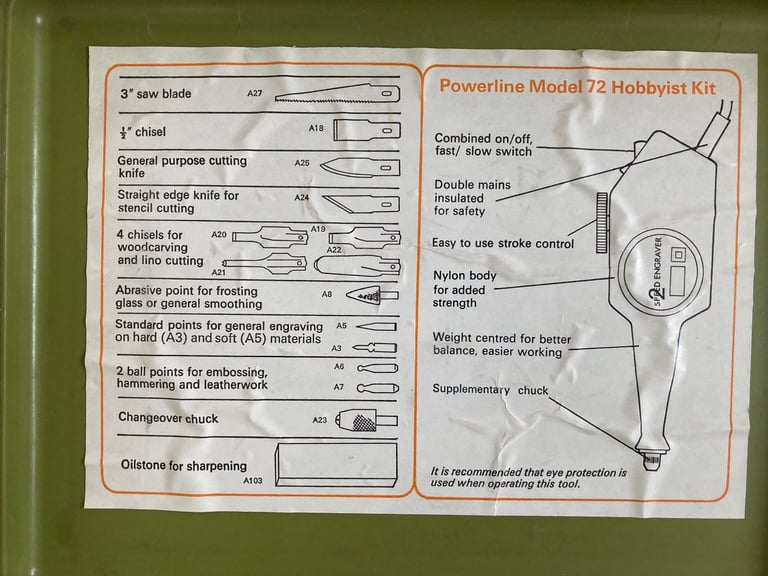 3" saw blade A27
½" chisel A18
General purpose cutting A25
knife
Straight edge knife for A24
stencil cutting
4 chisels for A20 A19
woodcarving A22
and lino cutting A21
Abrasive point for frosting A8
glass or general smoothing
Standard points for general engraving A5
on hard (A3) and soft (A5) materials A3
2 ball points for embossing, A6
hammering and leatherwork A7
Changeover chuck A23
Oilstone for sharpening
A103
Powerline Model 72 Hobbyist Kit
Combined on/off,
fast/ slow switch
Double mains
insulated
for safety
Easy to use stroke control
Nylon body
for added
strength
Weight centred for better
balance, easier working
Supplementary chuck
2
SPEED ENGRAVER
It is recommended that eye protection is
used when operating this tool.